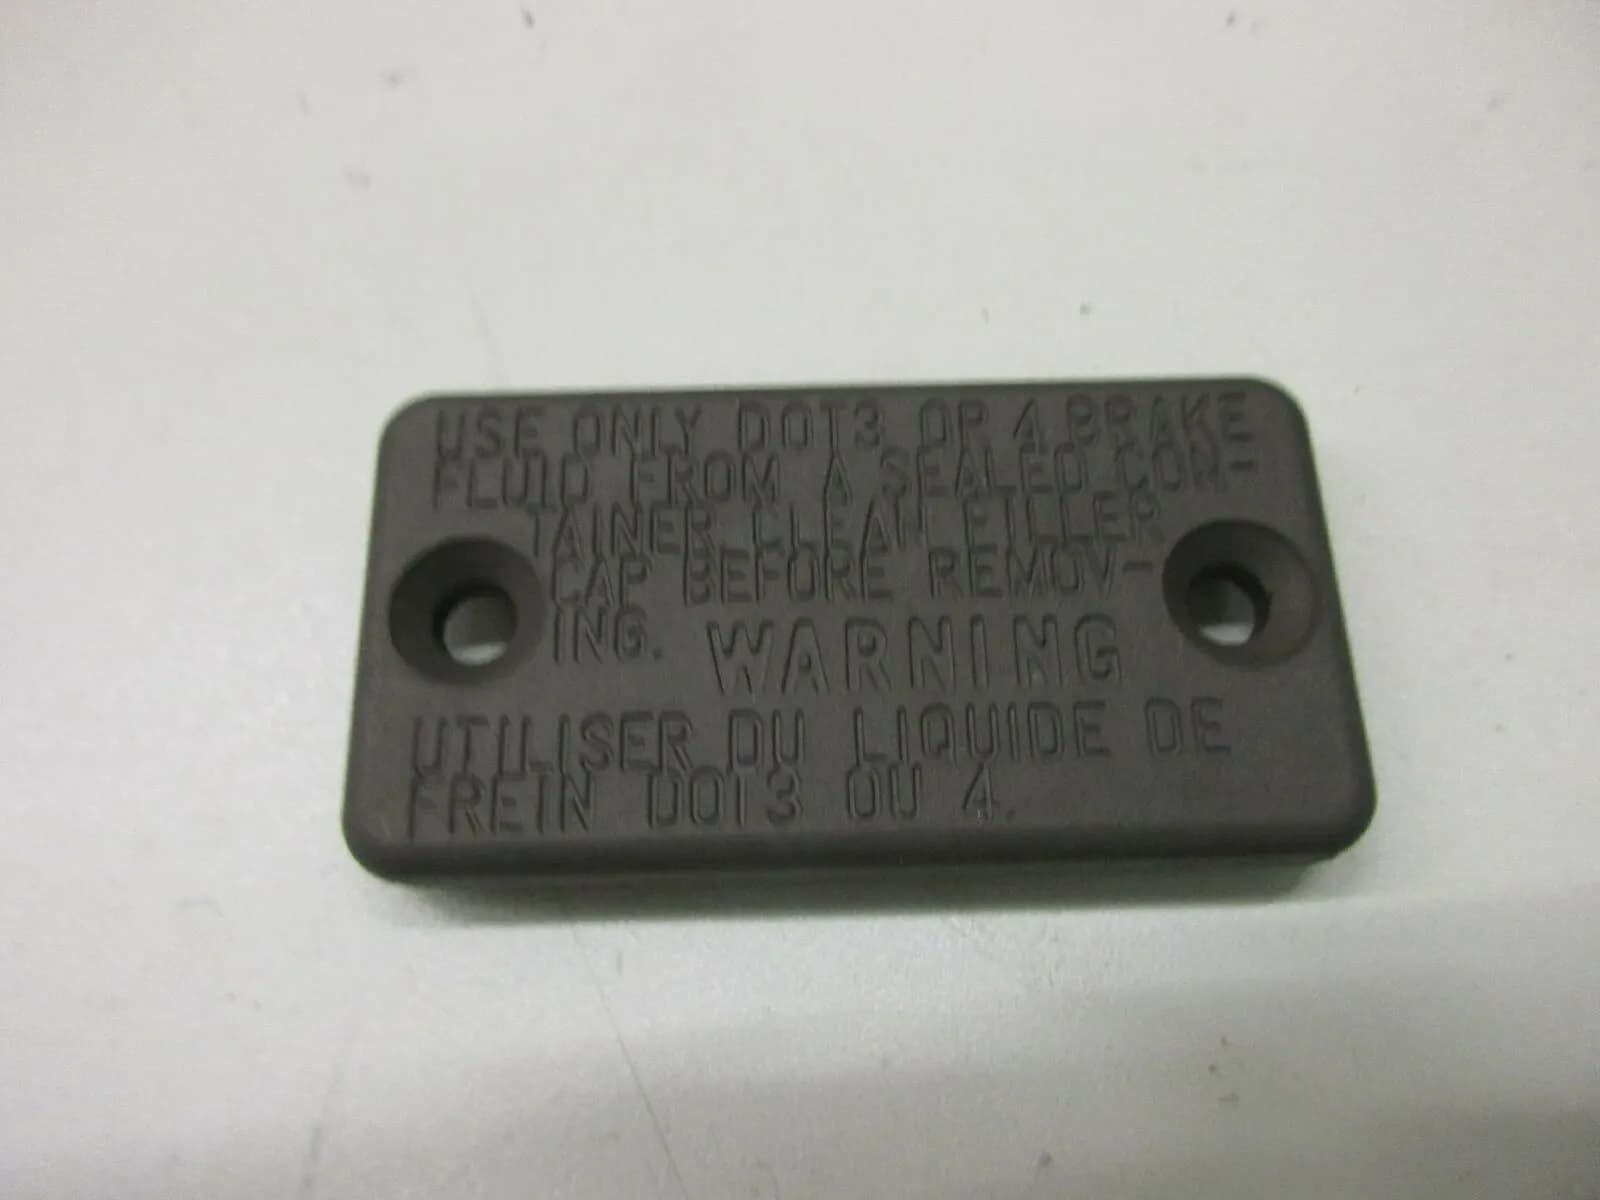 USE ONLY DOT3 OR 4 BRAKE
FLUID FROM A SEALED CON-
TAINER CLEAN FILLER
CAP BEFORE REMOV-
ING. WARNING
UTILISER DU LIQUIDE DE
FREIN DOT3 OU 4.